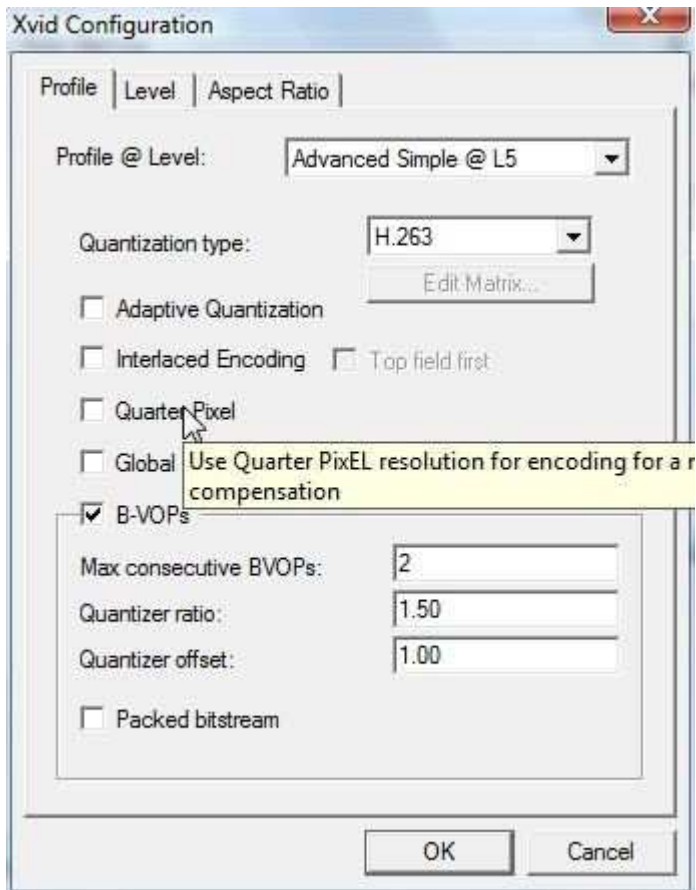 Xvid Configuration
Profile Level Aspect Ratio
Profile @ Level: Advanced Simple @ L5
Quantization type: H.263
Edit Matrix...
Adaptive Quantization
Interlaced Encoding Top field first
Quarter Pixel
Global
Use Quarter PixEL resolution for encoding for a
compensation
B-VOPs
Max consecutive BVOPs: 2
Quantizer ratio: 1.50
Quantizer offset: 1.00
Packed bitstream
OK Cancel